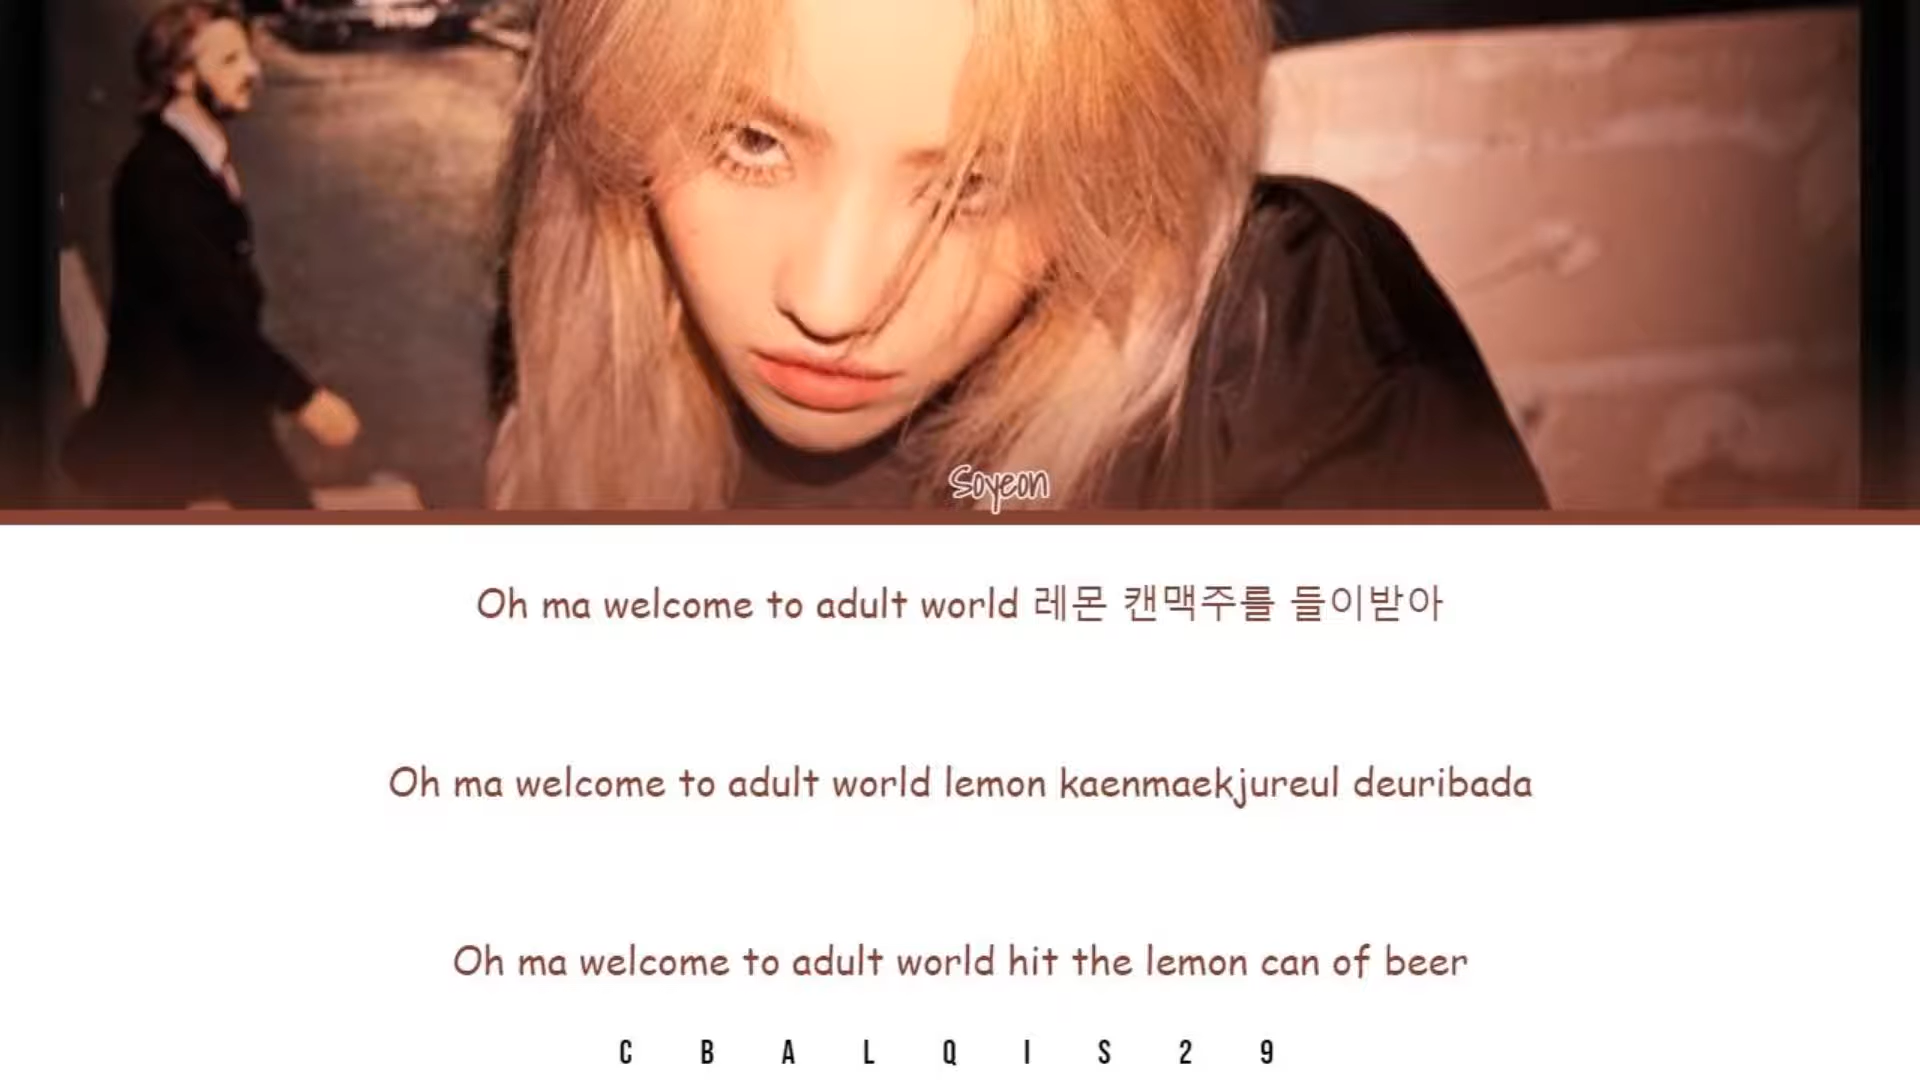 Soyeon
Oh ma welcome to adult world 레몬 캔맥주를 들이받아
Oh ma welcome to adult world lemon kaenmaekjureul deuribada
Oh ma welcome to adult world hit the lemon can of beer
C B A L Q I S 2 9